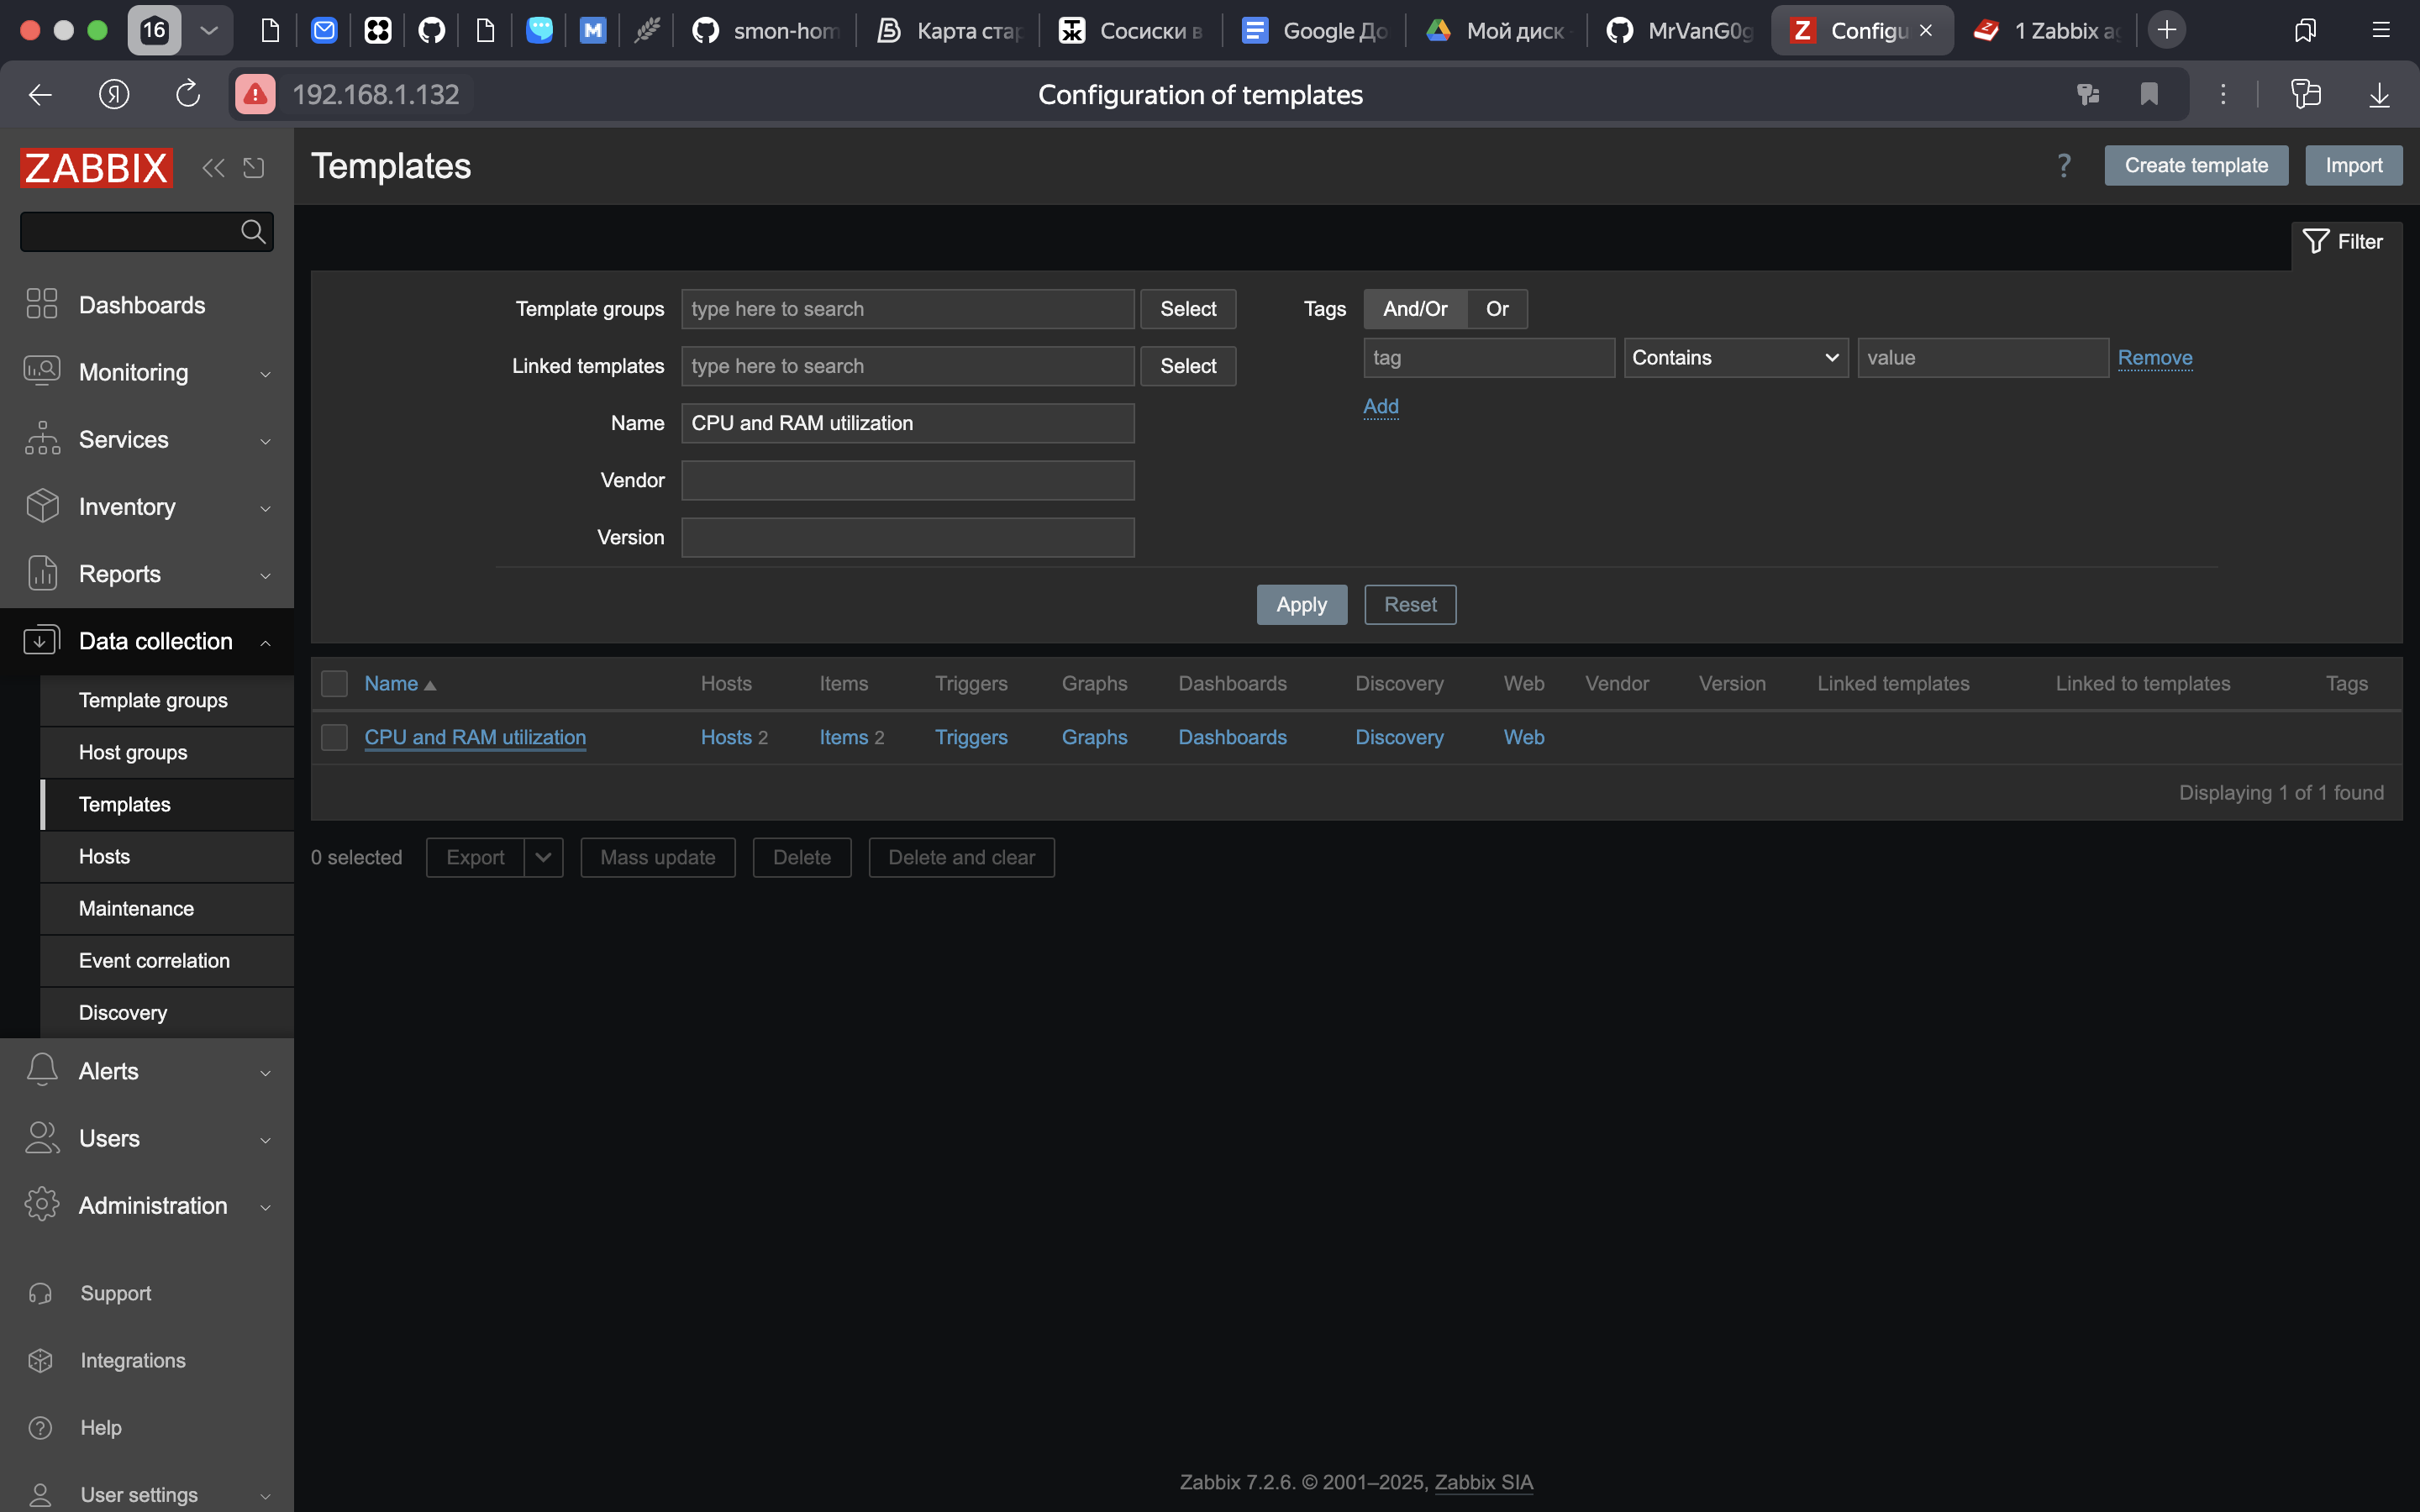 16 smon-hom Карта стар Сосиски в Google До Мой диск MrVanG0g Configu 1 Zabbix ag
192.168.1.132 Configuration of templates
ZABBIX
Templates ? Create template Import
Filter
Dashboards
Monitoring
Services
Inventory
Reports
Data collection
Template groups
Host groups
Templates
Hosts
Maintenance
Event correlation
Discovery
Alerts
Users
Administration
Support
Integrations
Help
User settings
Template groups type here to search Select Tags And/Or Or
Linked templates type here to search Select tag Contains value Remove
Add
Name CPU and RAM utilization
Vendor
Version
Apply Reset
Name Hosts Items Triggers Graphs Dashboards Discovery Web Vendor Version Linked templates Linked to templates Tags
CPU and RAM utilization Hosts 2 Items 2 Triggers Graphs Dashboards Discovery Web
Displaying 1 of 1 found
0 selected Export Mass update Delete Delete and clear
Zabbix 7.2.6. © 2001–2025, Zabbix SIA